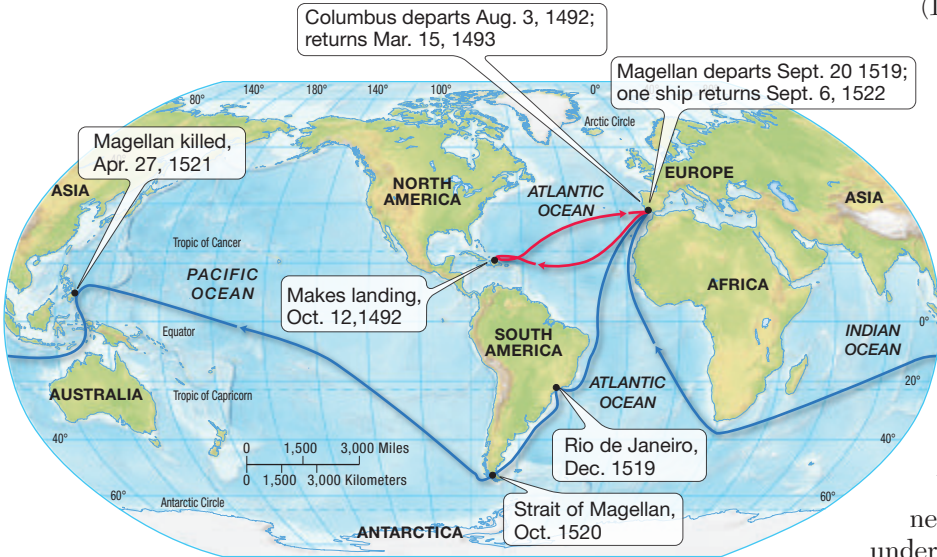 Columbus departs Aug. 3, 1492;
returns Mar. 15, 1493
Magellan departs Sept. 20 1519;
one ship returns Sept. 6, 1522
80°
140°
180°
140°
100°
0°
Arctic Circle
Magellan killed,
Apr. 27, 1521
ASIA
NORTH
AMERICA
ATLANTIC
OCEAN
EUROPE
ASIA
Tropic of Cancer
PACIFIC
OCEAN
Makes landing,
Oct. 12,1492
AFRICA
Equator
SOUTH
AMERICA
INDIAN
OCEAN
0°
AUSTRALIA
Tropic of Capricorn
ATLANTIC
OCEAN
20°
40°
0 1,500 3,000 Miles
0 1,500 3,000 Kilometers
Rio de Janeiro,
Dec. 1519
40°
60°
Antarctic Circle
Strait of Magellan,
Oct. 1520
60°
ANTARCTICA
ne
under